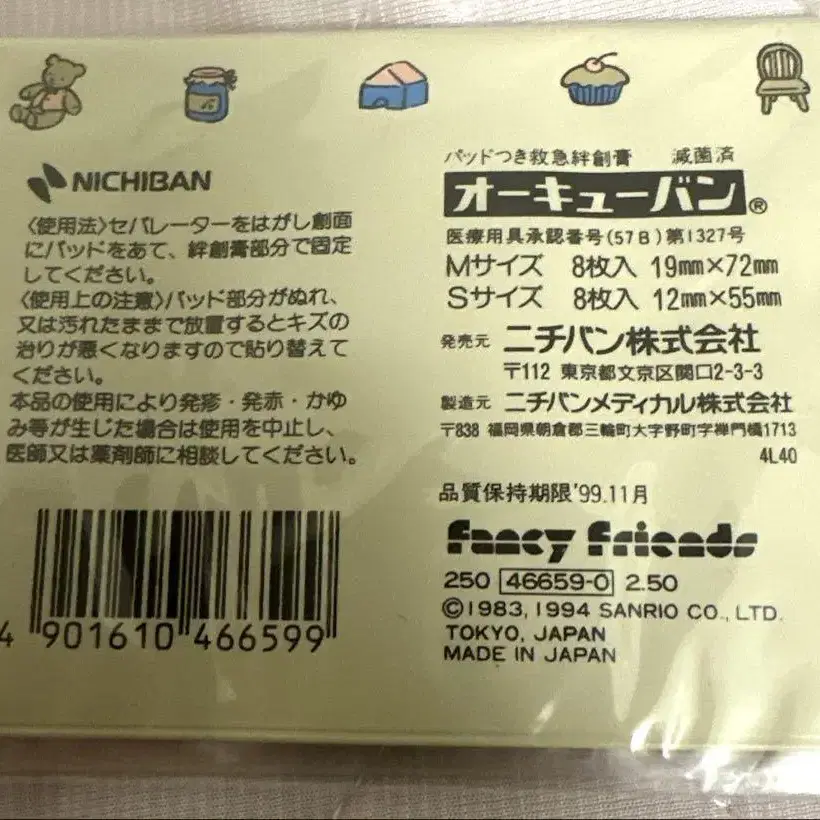 NICHIBAN
〈使用法〉セパレーターをはがし創面
にパッドをあて、絆創膏部分で固定
してください。
〈使用上の注意〉パッド部分がぬれ、
又は汚れたままで放置するとキズの
治りが悪くなりますので貼り替えて
ください。
本品の使用により発疹・発赤・かゆ
み等が生じた場合は使用を中止し、
医師又は薬剤師に相談してください。
4 901610 466599
パッドつき救急絆創膏 滅菌済
オーキューバン®
医療用具承認番号(57B)第1327号
Mサイズ 8枚入 19mm×72mm
Sサイズ 8枚入 12mm×55mm
発売元 ニチバン株式会社
〒112 東京都文京区関口2-3-3
製造元 ニチバンメディカル株式会社
〒838 福岡県朝倉郡三輪町大字野町字禅門橋1713
4L40
品質保持期限'99.11月
fancy friends
250 46659-0 2.50
©1983,1994 SANRIO CO., LTD.
TOKYO, JAPAN
MADE IN JAPAN